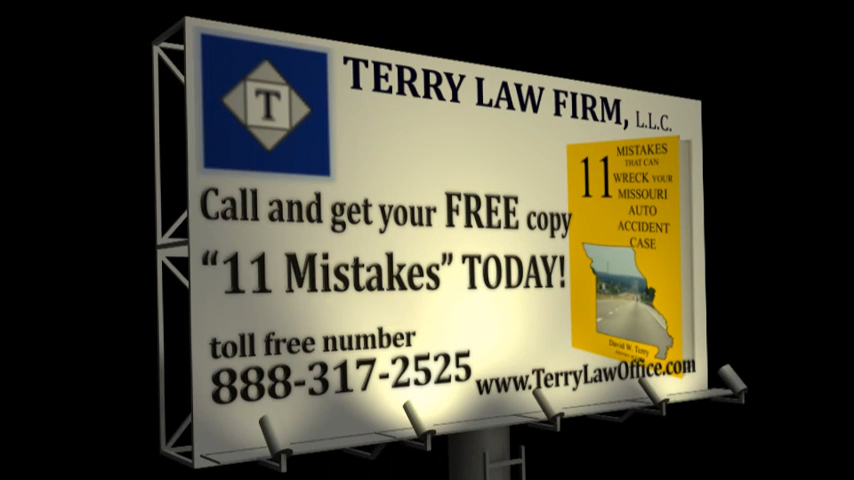 T
TERRY LAW FIRM, L.L.C.
Call and get your FREE copy
"11 Mistakes" TODAY!
toll free number
888-317-2525
www.TerryLawOffice.com
11
MISTAKES
THAT CAN
WRECK YOUR
MISSOURI
AUTO
ACCIDENT
CASE
David W. Terry